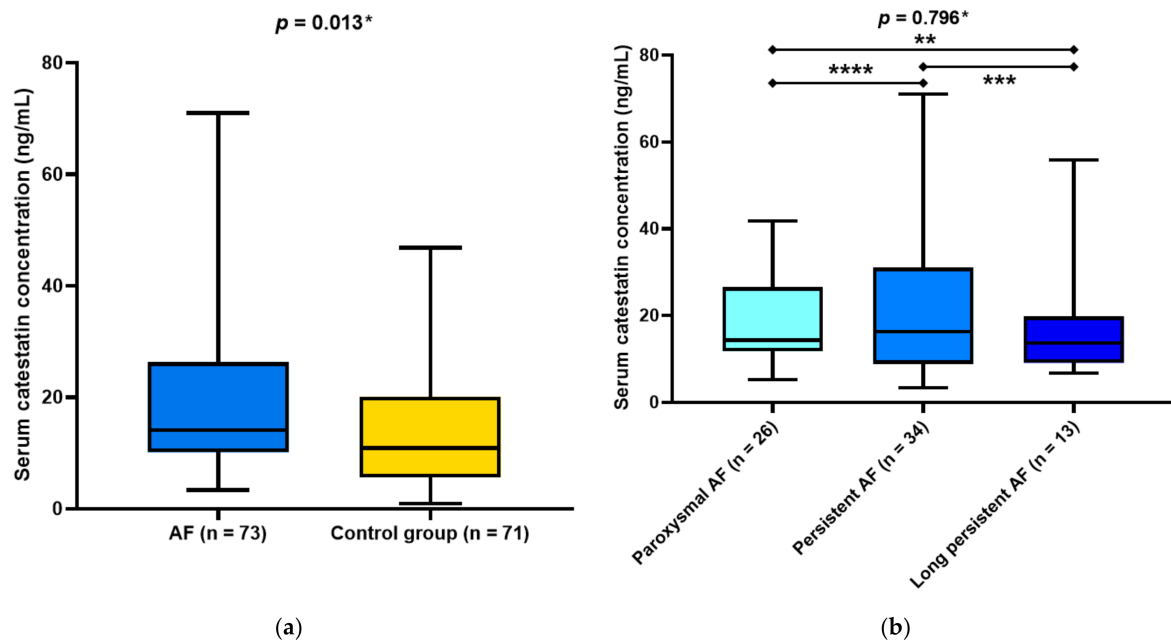 p = 0.013*
Serum catestatin concentration (ng/mL)
80
60
40
20
0
AF (n = 73)
Control group (n = 71)
(a)
p = 0.796*
**
****
***
Serum catestatin concentration (ng/mL)
80
60
40
20
0
Paroxysmal AF (n = 26)
Persistent AF (n = 34)
Long persistent AF (n = 13)
(b)